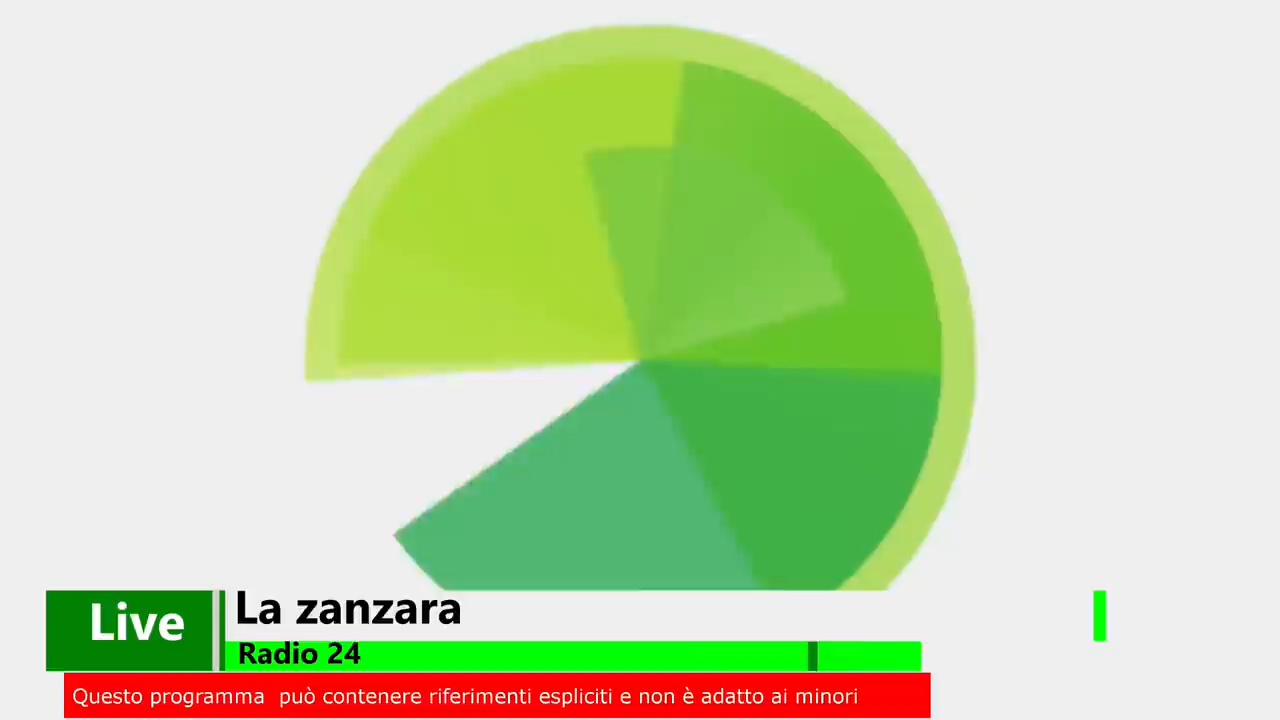 Live
La zanzara
Radio 24
Questo programma  può contenere riferimenti espliciti e non è adatto ai minori